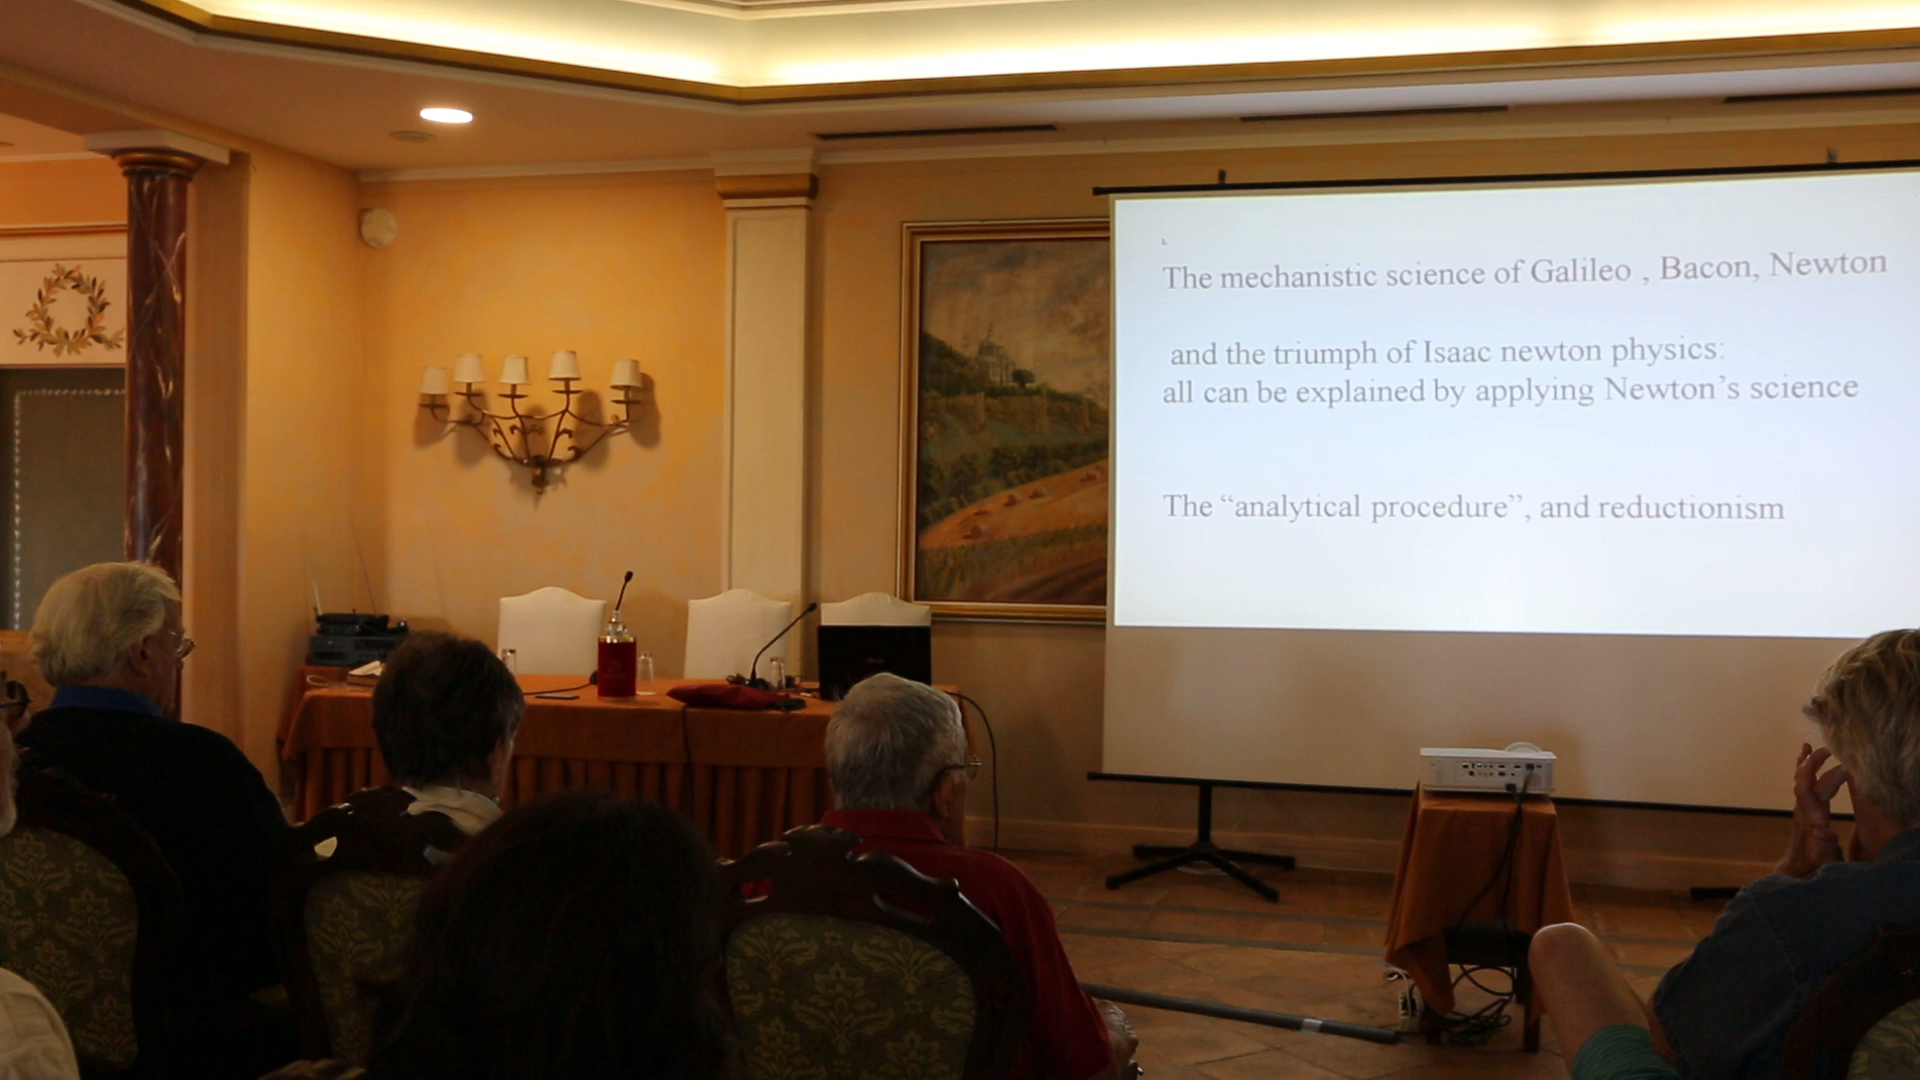 L
The mechanistic science of Galileo , Bacon, Newton
and the triumph of Isaac newton physics:
all can be explained by applying Newton’s science
The “analytical procedure”, and reductionism